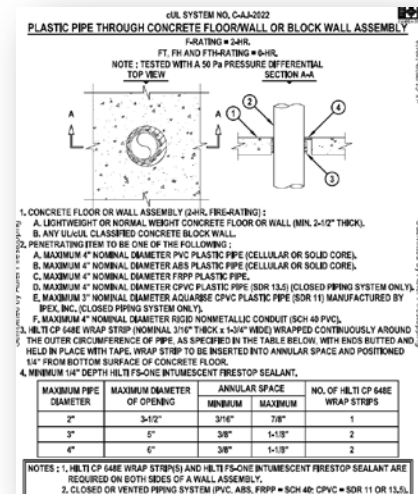 cUL SYSTEM NO. C-AJ-2022
PLASTIC PIPE THROUGH CONCRETE FLOOR/WALL OR BLOCK WALL ASSEMBLY
F-RATING = 2-HR.
FT, FH AND FTH-RATING = 0-HR.
NOTE : TESTED WITH A 50 Pa PRESSURE DIFFERENTIAL
TOP VIEW
SECTION A-A
A
A
1
2
4
3
1. CONCRETE FLOOR OR WALL ASSEMBLY (2-HR. FIRE-RATING) :
A. LIGHTWEIGHT OR NORMAL WEIGHT CONCRETE FLOOR OR WALL (MIN. 2-1/2" THICK).
B. ANY UL/cUL CLASSIFIED CONCRETE BLOCK WALL.
2. PENETRATING ITEM TO BE ONE OF THE FOLLOWING :
A. MAXIMUM 4" NOMINAL DIAMETER PVC PLASTIC PIPE (CELLULAR OR SOLID CORE).
B. MAXIMUM 4" NOMINAL DIAMETER ABS PLASTIC PIPE (CELLULAR OR SOLID CORE).
C. MAXIMUM 4" NOMINAL DIAMETER FRPP PLASTIC PIPE.
D. MAXIMUM 4" NOMINAL DIAMETER CPVC PLASTIC PIPE (SDR 13.5) (CLOSED PIPING SYSTEM ONLY).
E. MAXIMUM 3" NOMINAL DIAMETER AQUARISE CPVC PLASTIC PIPE (SDR 11) MANUFACTURED BY
IPEX, INC. (CLOSED PIPING SYSTEM ONLY).
F. MAXIMUM 4" NOMINAL DIAMETER RIGID NONMETALLIC CONDUIT (SCH 40 PVC).
3. HILTI CP 648E WRAP STRIP (NOMINAL 3/16" THICK x 1-3/4" WIDE) WRAPPED CONTINUOUSLY AROUND
THE OUTER CIRCUMFERENCE OF PIPE, AS SPECIFIED IN THE TABLE BELOW, WITH ENDS BUTTED AND
HELD IN PLACE WITH TAPE. WRAP STRIP TO BE INSERTED INTO ANNULAR SPACE AND POSITIONED
1/4" FROM BOTTOM SURFACE OF CONCRETE FLOOR.
4. MINIMUM 1/4" DEPTH HILTI FS-ONE INTUMESCENT FIRESTOP SEALANT.
MAXIMUM PIPE DIAMETER MAXIMUM DIAMETER OF OPENING ANNULAR SPACE NO. OF HILTI CP 648E WRAP STRIPS
MINIMUM MAXIMUM
2" 3-1/2" 3/16" 7/8" 1
3" 5" 3/8" 1-1/8" 2
4" 6" 3/8" 1-1/8" 2
NOTES : 1. HILTI CP 648E WRAP STRIP(S) AND HILTI FS-ONE INTUMESCENT FIRESTOP SEALANT ARE
REQUIRED ON BOTH SIDES OF A WALL ASSEMBLY.
2. CLOSED OR VENTED PIPING SYSTEM (PVC, ABS, FRPP = SCH 40; CPVC = SDR 11 OR 13.5).